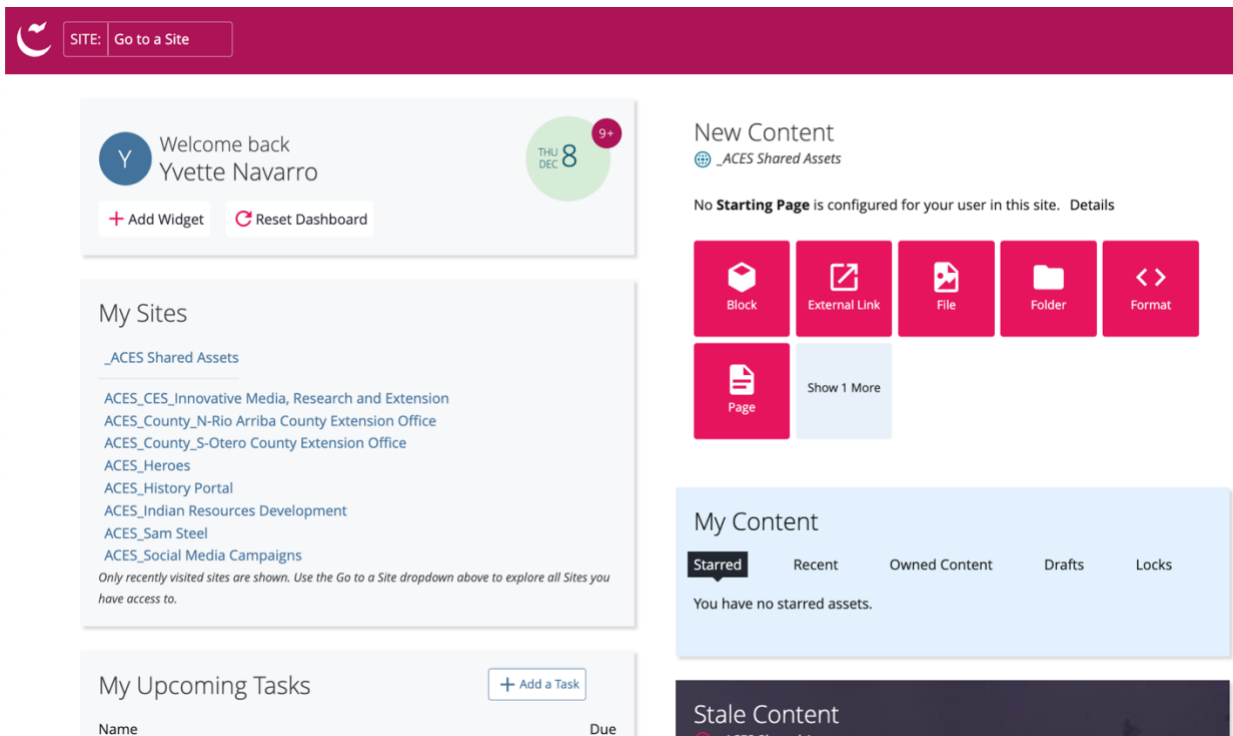 SITE: Go to a Site
Y
Welcome back
Yvette Navarro
THU
DEC 8
9+
Add Widget
Reset Dashboard
My Sites
_ACES Shared Assets
ACES_CES_Innovative Media, Research and Extension
ACES_County_N-Rio Arriba County Extension Office
ACES_County_S-Otero County Extension Office
ACES_Heroes
ACES_History Portal
ACES_Indian Resources Development
ACES_Sam Steel
ACES_Social Media Campaigns
Only recently visited sites are shown. Use the Go to a Site dropdown above to explore all Sites you
have access to.
My Upcoming Tasks
Add a Task
Name Due
New Content
_ACES Shared Assets
No Starting Page is configured for your user in this site. Details
Block External Link File Folder Format
Page Show 1 More
My Content
Starred Recent Owned Content Drafts Locks
You have no starred assets.
Stale Content